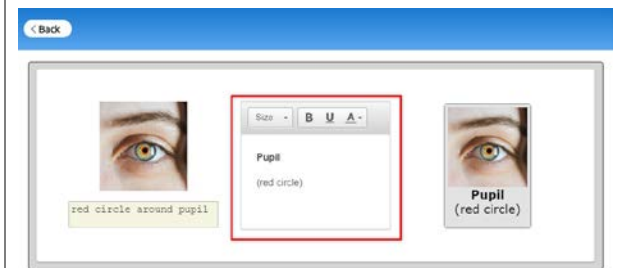 < Back
red circle around pupil
Size
B U A
Pupil
(red circle)
Pupil
(red circle)